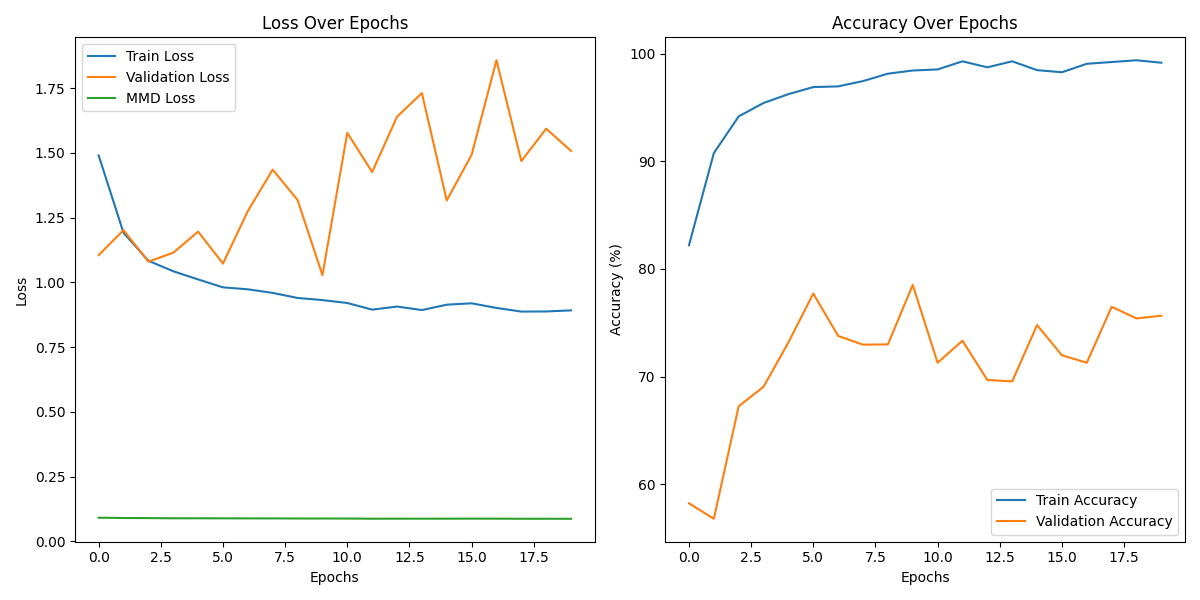 Loss Over Epochs
Train Loss
Validation Loss
MMD Loss
1.75
1.50
1.25
1.00
0.75
0.50
0.25
0.00
Loss
0.0 2.5 5.0 7.5 10.0 12.5 15.0 17.5
Epochs
Accuracy Over Epochs
100
90
80
70
60
Accuracy (%)
Train Accuracy
Validation Accuracy
0.0 2.5 5.0 7.5 10.0 12.5 15.0 17.5
Epochs